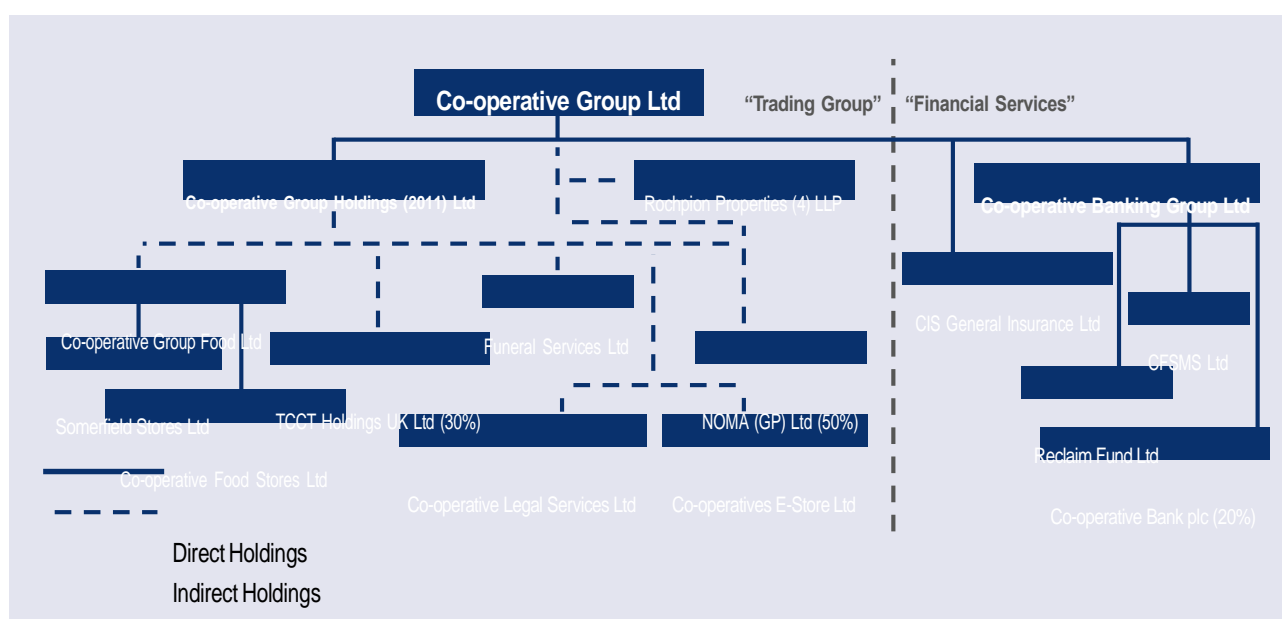 Co-operative Group Ltd
“Trading Group”
“Financial Services”
Co-operative Group Holdings (2011) Ltd
Rochpion Properties (4) LLP
Co-operative Banking Group Ltd
CIS General Insurance Ltd
Co-operative Group Food Ltd
Funeral Services Ltd
CFSMS Ltd
Somerfield Stores Ltd
TCCT Holdings UK Ltd (30%)
NOMA (GP) Ltd (50%)
Reclaim Fund Ltd
Co-operative Food Stores Ltd
Co-operative Legal Services Ltd
Co-operatives E-Store Ltd
Co-operative Bank plc (20%)
Direct Holdings
Indirect Holdings